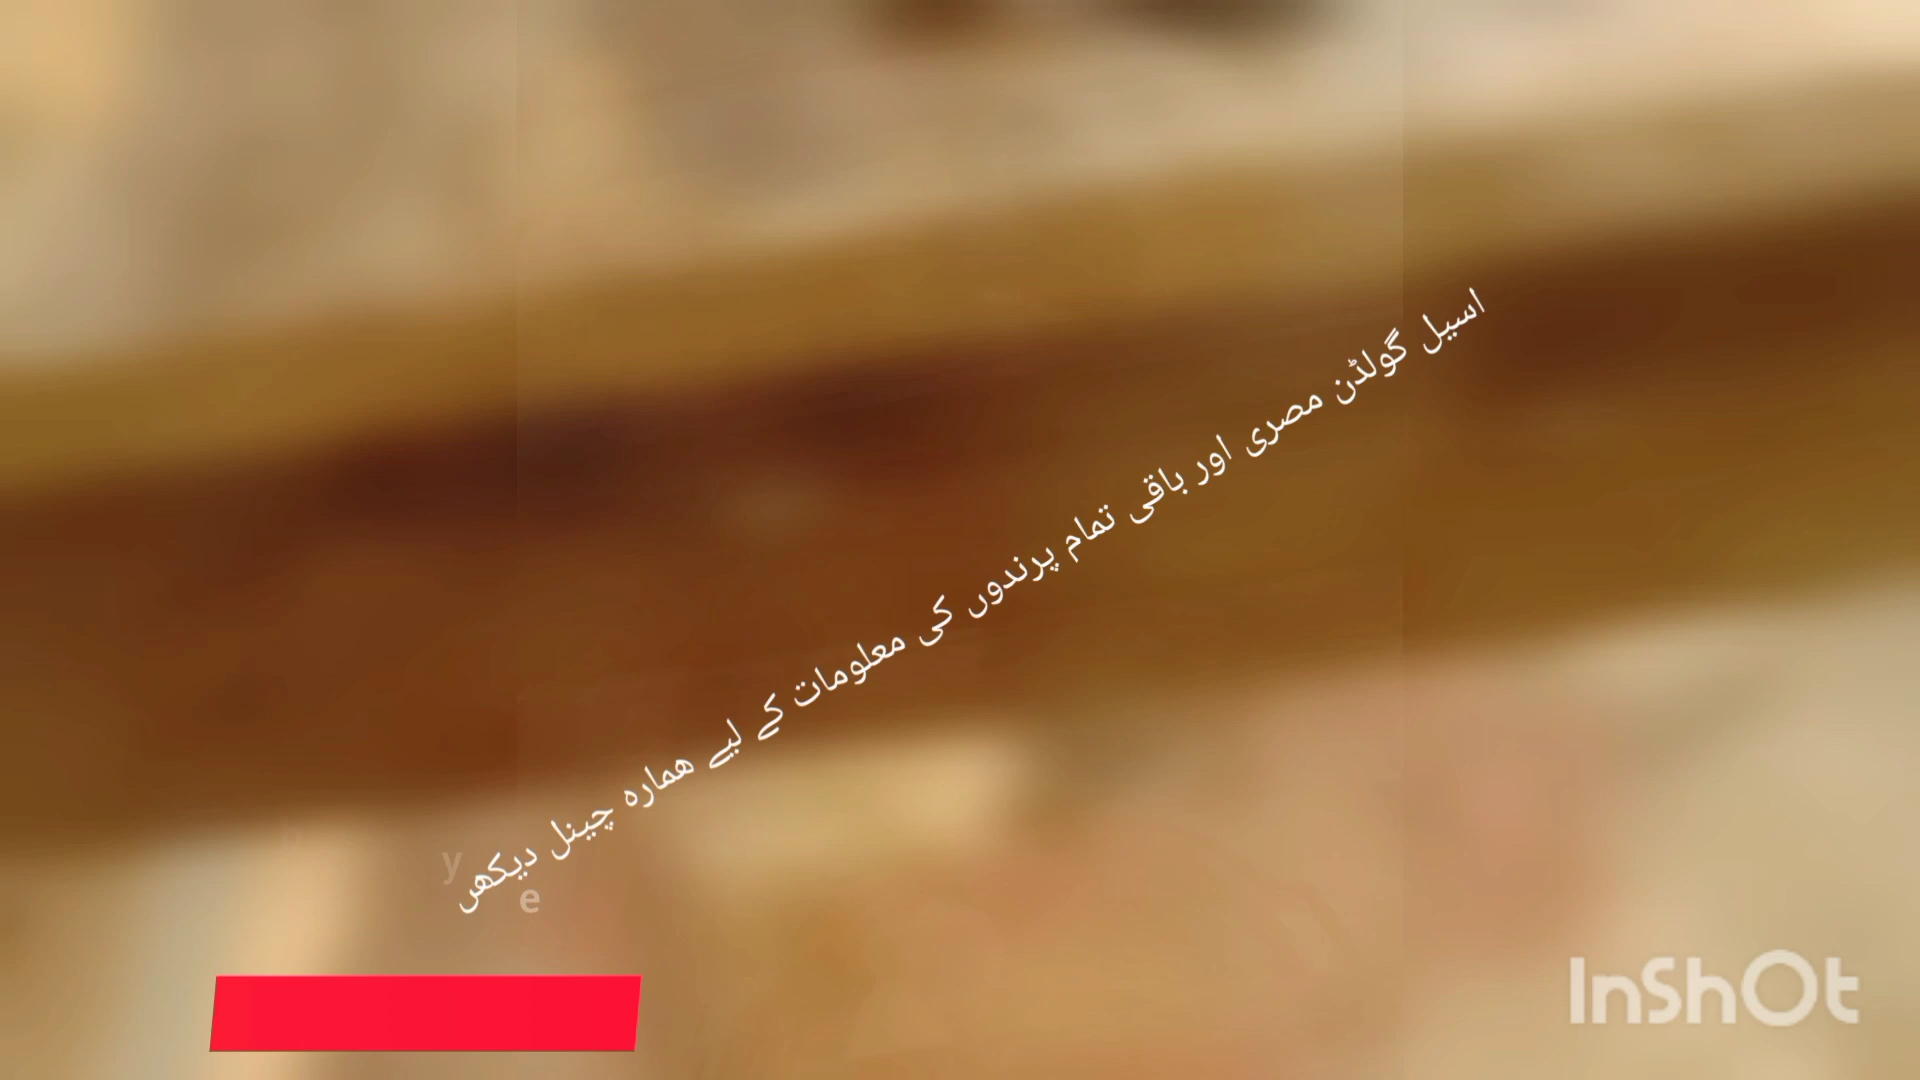 اسیل گولڈن مصری اور باقی تمام پرندوں کی معلومات کے لیے ھمارہ چینل دیکھں
y
e
InShOt